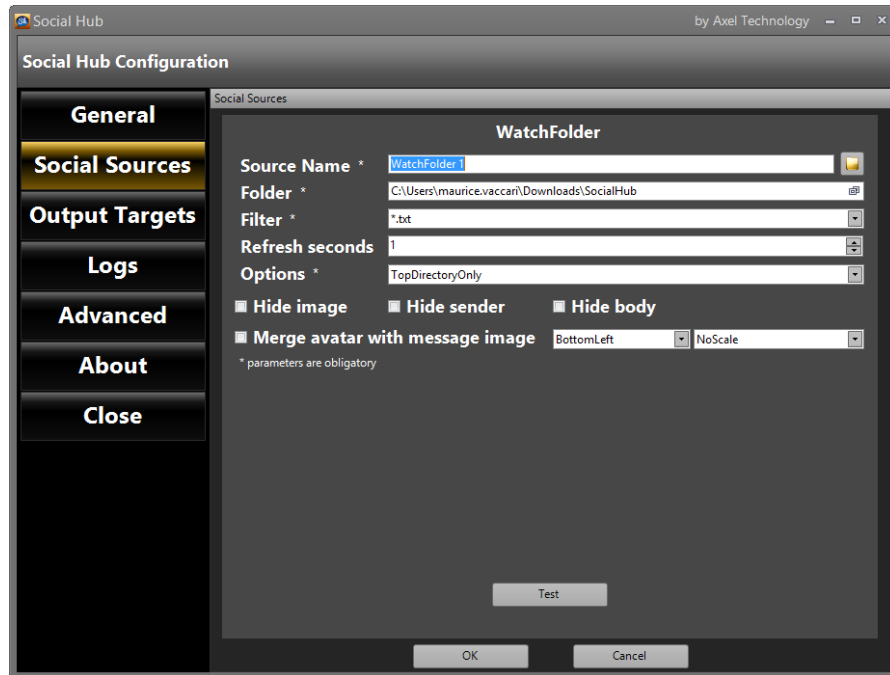 Social Hub by Axel Technology
Social Hub Configuration
General
Social Sources
Output Targets
Logs
Advanced
About
Close
Social Sources
WatchFolder
Source Name * WatchFolder 1
Folder * C:\Users\maurice.vaccari\Downloads\SocialHub
Filter * *.txt
Refresh seconds 1
Options * TopDirectoryOnly
Hide image Hide sender Hide body
Merge avatar with message image BottomLeft NoScale
* parameters are obligatory
Test
OK Cancel